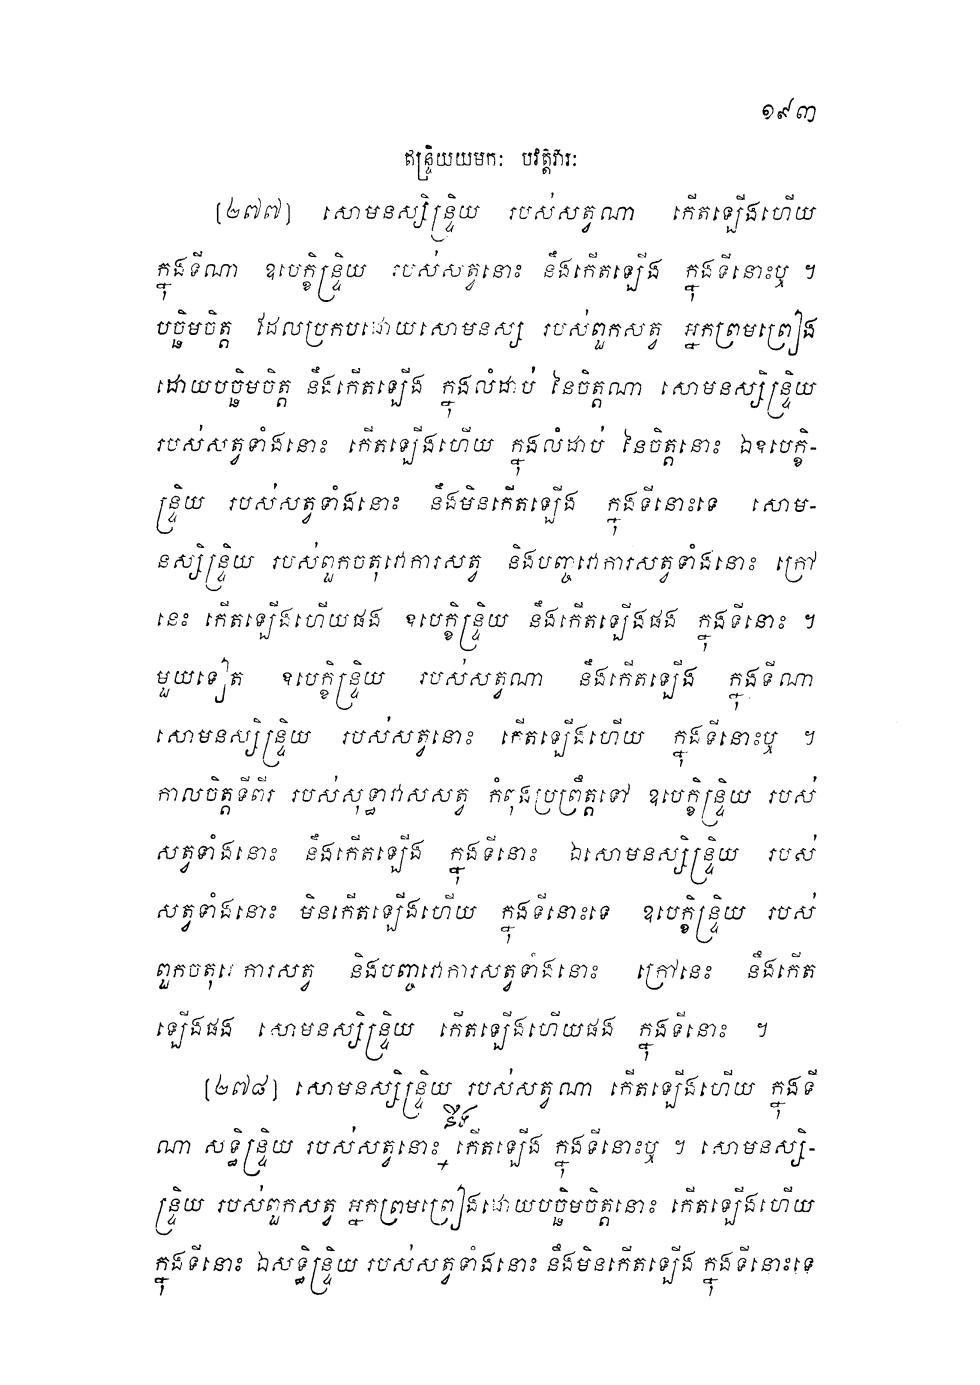 ១៩៣
ឥន្ទ្រិយយមកៈ បវត្តិវារៈ
(២៧៧) សោមនស្សិន្ទ្រិយ របស់សត្វណា កើតឡើងហើយ
ក្នុងទីណា ឧបេក្ខិន្ទ្រិយ របស់សត្វនោះ នឹងកើតឡើង ក្នុងទីនោះឬ ។
បច្ឆិមចិត្ត ដែលប្រកបដោយសោមនស្ស របស់ពួកសត្វ អ្នកព្រមព្រៀង
ដោយបច្ឆិមចិត្ត នឹងកើតឡើង ក្នុងលំដាប់ នៃចិត្តណា សោមនស្សិន្ទ្រិយ
របស់សត្វទាំងនោះ កើតឡើងហើយ ក្នុងលំដាប់ នៃចិត្តនោះ ឯឧបេក្ខិ-
ន្ទ្រិយ របស់សត្វទាំងនោះ នឹងមិនកើតឡើង ក្នុងទីនោះទេ សោម-
នស្សិន្ទ្រិយ របស់ពួកចតុវោការសត្វ និងបញ្ចវោការសត្វទាំងនោះ ក្រៅ
នេះ កើតឡើងហើយផង ឧបេក្ខិន្ទ្រិយ នឹងកើតឡើងផង ក្នុងទីនោះ ។
មួយទៀត ឧបេក្ខិន្ទ្រិយ របស់សត្វណា នឹងកើតឡើង ក្នុងទីណា
សោមនស្សិន្ទ្រិយ របស់សត្វនោះ កើតឡើងហើយ ក្នុងទីនោះឬ ។
កាលចិត្តទីពីរ របស់សុទ្ធាវាសសត្វ កំពុងប្រព្រឹត្តទៅ ឧបេក្ខិន្ទ្រិយ របស់
សត្វទាំងនោះ នឹងកើតឡើង ក្នុងទីនោះ ឯសោមនស្សិន្ទ្រិយ របស់
សត្វទាំងនោះ មិនកើតឡើងហើយ ក្នុងទីនោះទេ ឧបេក្ខិន្ទ្រិយ របស់
ពួកចតុវោការសត្វ និងបញ្ចវោការសត្វទាំងនោះ ក្រៅនេះ នឹងកើត
ឡើងផង សោមនស្សិន្ទ្រិយ កើតឡើងហើយផង ក្នុងទីនោះ ។
(២៧៨) សោមនស្សិន្ទ្រិយ របស់សត្វណា កើតឡើងហើយ ក្នុងទី
ណា សទ្ធិន្ទ្រិយ របស់សត្វនោះ នឹង កើតឡើង ក្នុងទីនោះឬ ។ សោមនស្សិ-
ន្ទ្រិយ របស់ពួកសត្វ អ្នកព្រមព្រៀងដោយបច្ឆិមចិត្តនោះ កើតឡើងហើយ
ក្នុងទីនោះ ឯសទ្ធិន្ទ្រិយ របស់សត្វទាំងនោះ នឹងមិនកើតឡើង ក្នុងទីនោះទេ